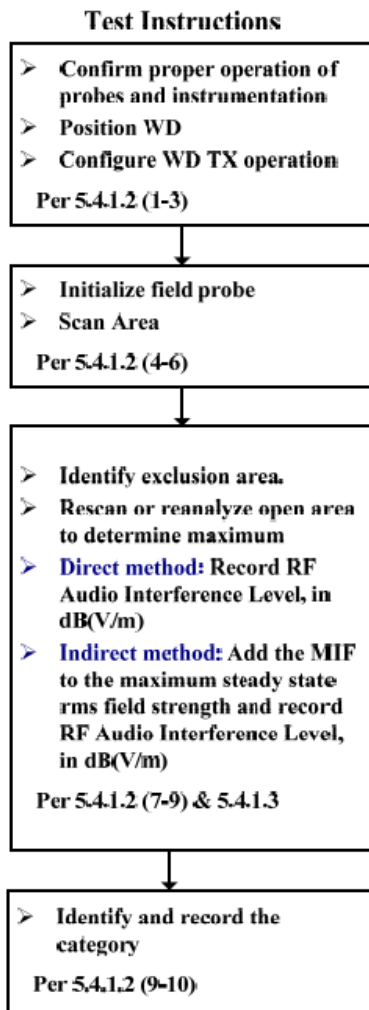 Test Instructions
➢ Confirm proper operation of
probes and instrumentation
➢ Position WD
➢ Configure WD TX operation
Per 5.4.1.2 (1-3)
➢ Initialize field probe
➢ Scan Area
Per 5.4.1.2 (4-6)
➢ Identify exclusion area.
➢ Rescan or reanalyze open area
to determine maximum
➢ Direct method: Record RF
Audio Interference Level, in
dB(V/m)
➢ Indirect method: Add the MIF
to the maximum steady state
rms field strength and record
RF Audio Interference Level,
in dB(V/m)
Per 5.4.1.2 (7-9) & 5.4.1.3
➢ Identify and record the
category
Per 5.4.1.2 (9-10)